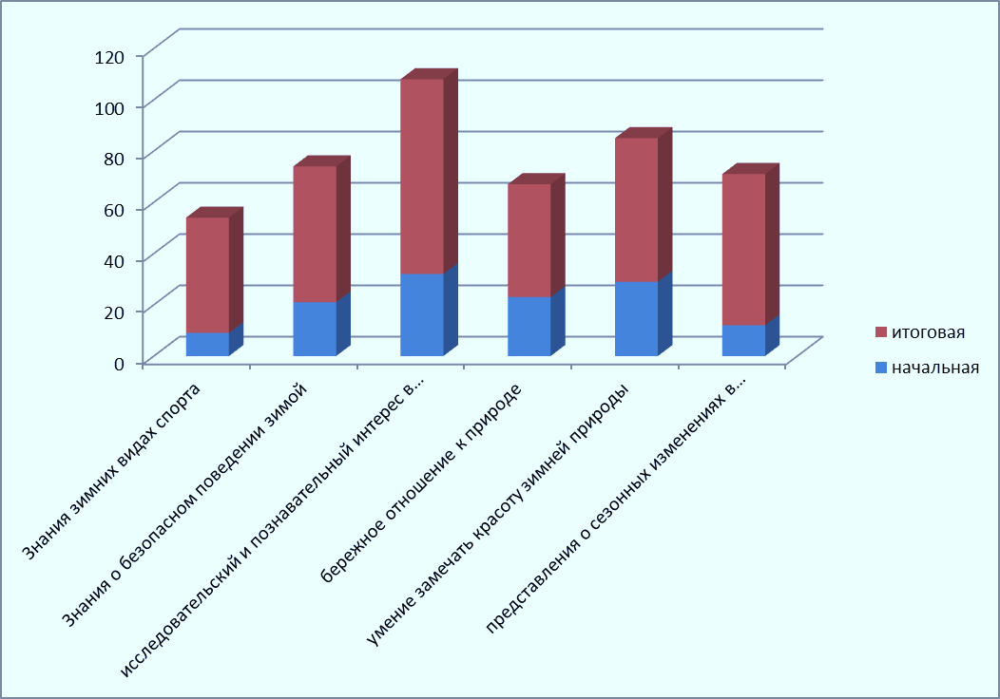 120
100
80
60
40
20
0
Знания зимних видах спорта
Знания о безопасном поведении зимой
исследовательский и познавательный интерес в...
бережное отношение к природе
умение замечать красоту зимней природы
представления о сезонных изменениях в...
итоговая
начальная